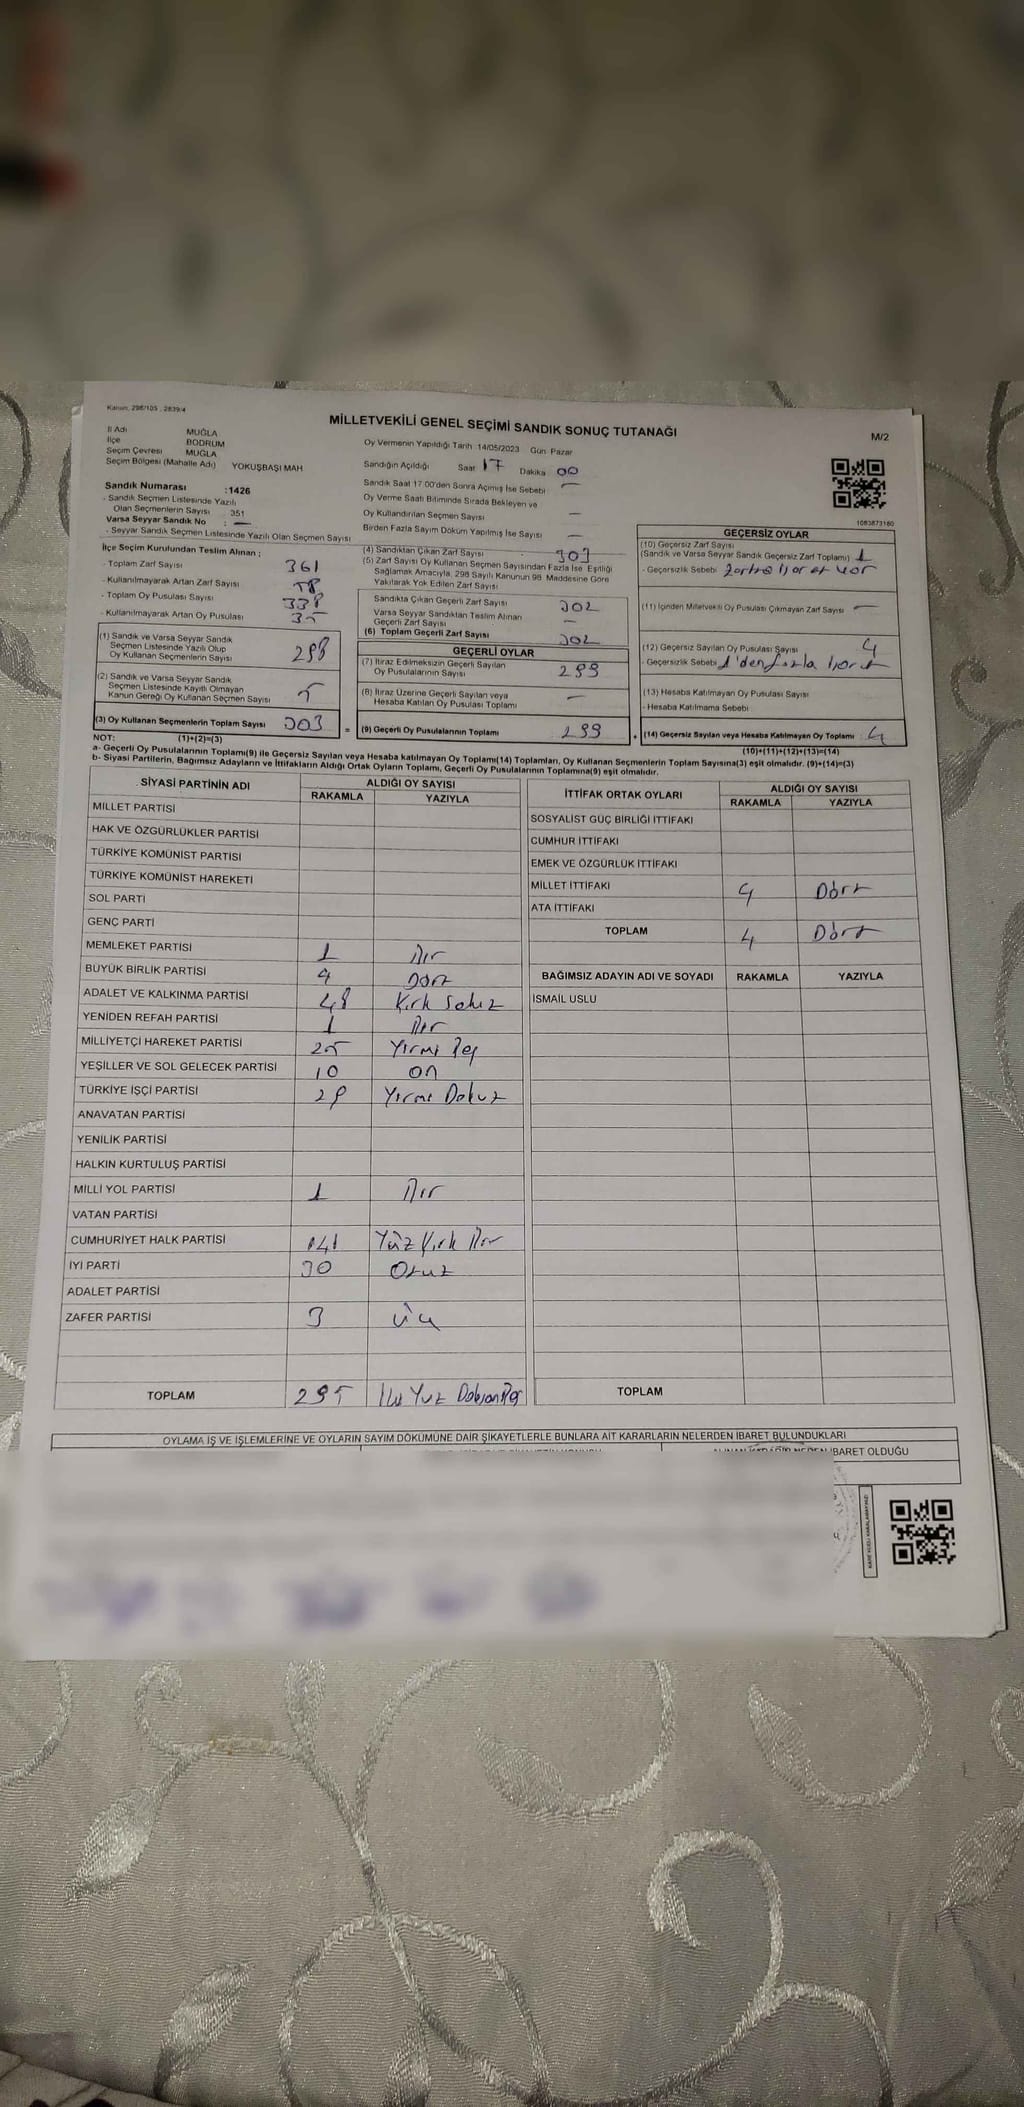 Kanun: 298/105 , 2839/4
MİLLETVEKİLİ GENEL SEÇİMİ SANDIK SONUÇ TUTANAĞI
M/2
İl Adı MUĞLA
İlçe BODRUM
Seçim Çevresi MUĞLA
Seçim Bölgesi (Mahalle Adı) YOKUŞBAŞI MAH
Sandık Numarası :1426
- Sandık Seçmen Listesinde Yazılı
Olan Seçmenlerin Sayısı : 351
Varsa Seyyar Sandık No : —
- Seyyar Sandık Seçmen Listesinde Yazılı Olan Seçmen Sayısı
Oy Vermenin Yapıldığı Tarih :14/05/2023 Gün :Pazar
Sandığın Açıldığı Saat 17 Dakika 00
Sandık Saat 17.00'den Sonra Açılmış İse Sebebi —
Oy Verme Saati Bitiminde Sırada Bekleyen ve
Oy Kullandırılan Seçmen Sayısı —
Birden Fazla Sayım Döküm Yapılmış İse Sayısı —
1083873160
İlçe Seçim Kurulundan Teslim Alınan ;
- Toplam Zarf Sayısı 361
- Kullanılmayarak Artan Zarf Sayısı 58
- Toplam Oy Pusulası Sayısı 338
- Kullanılmayarak Artan Oy Pusulası 35
(1) Sandık ve Varsa Seyyar Sandık
Seçmen Listesinde Yazılı Olup
Oy Kullanan Seçmenlerin Sayısı 298
(2) Sandık ve Varsa Seyyar Sandık
Seçmen Listesinde Kayıtlı Olmayan
Kanun Gereği Oy Kullanan Seçmen Sayısı 5
(3) Oy Kullanan Seçmenlerin Toplam Sayısı 303
(4) Sandıktan Çıkan Zarf Sayısı 303
(5) Zarf Sayısı Oy Kullanan Seçmen Sayısından Fazla İse Eşitliği
Sağlamak Amacıyla, 298 Sayılı Kanunun 98. Maddesine Göre
Yakılarak Yok Edilen Zarf Sayısı
Sandıkta Çıkan Geçerli Zarf Sayısı 302
Varsa Seyyar Sandıktan Teslim Alınan
Geçerli Zarf Sayısı —
(6) Toplam Geçerli Zarf Sayısı 302
GEÇERLİ OYLAR
(7) İtiraz Edilmeksizin Geçerli Sayılan
Oy Pusulalarının Sayısı 299
(8) İtiraz Üzerine Geçerli Sayılan veya
Hesaba Katılan Oy Pusulası Toplamı —
= (9) Geçerli Oy Pusulalarının Toplamı 299
GEÇERSİZ OYLAR
(10) Geçersiz Zarf Sayısı
(Sandık ve Varsa Seyyar Sandık Geçersiz Zarf Toplamı) 1
- Geçersizlik Sebebi : Zarfta işaret var
(11) İçinden Milletvekili Oy Pusulası Çıkmayan Zarf Sayısı —
(12) Geçersiz Sayılan Oy Pusulası Sayısı 4
- Geçersizlik Sebebi 1'den fazla işaret
(13) Hesaba Katılmayan Oy Pusulası Sayısı
- Hesaba Katılmama Sebebi
+ (14) Geçersiz Sayılan veya Hesaba Katılmayan Oy Toplamı 4
NOT: (1)+(2)=(3) (10)+(11)+(12)+(13)=(14)
a- Geçerli Oy Pusulalarının Toplamı(9) ile Geçersiz Sayılan veya Hesaba katılmayan Oy Toplamı(14) Toplamları, Oy Kullanan Seçmenlerin Toplam Sayısına(3) eşit olmalıdır. (9)+(14)=(3)
b- Siyasi Partilerin, Bağımsız Adayların ve İttifakların Aldığı Ortak Oyların Toplamı, Geçerli Oy Pusulalarının Toplamına(9) eşit olmalıdır.
SİYASİ PARTİNİN ADI ALDIĞI OY SAYISI
RAKAMLA YAZIYLA
MİLLET PARTİSİ
HAK VE ÖZGÜRLÜKLER PARTİSİ
TÜRKİYE KOMÜNİST PARTİSİ
TÜRKİYE KOMÜNİST HAREKETİ
SOL PARTİ
GENÇ PARTİ
MEMLEKET PARTİSİ 1 Bir
BÜYÜK BİRLİK PARTİSİ 4 Dört
ADALET VE KALKINMA PARTİSİ 48 Kırk Sekiz
YENİDEN REFAH PARTİSİ 1 Bir
MİLLİYETÇİ HAREKET PARTİSİ 25 Yirmi Beş
YEŞİLLER VE SOL GELECEK PARTİSİ 10 On
TÜRKİYE İŞÇİ PARTİSİ 29 Yirmi Dokuz
ANAVATAN PARTİSİ
YENİLİK PARTİSİ
HALKIN KURTULUŞ PARTİSİ
MİLLİ YOL PARTİSİ 1 Bir
VATAN PARTİSİ
CUMHURİYET HALK PARTİSİ 141 Yüz Kırk Bir
İYİ PARTİ 30 Otuz
ADALET PARTİSİ
ZAFER PARTİSİ 3 Üç
TOPLAM 295 İki Yüz Doksan Beş
İTTİFAK ORTAK OYLARI ALDIĞI OY SAYISI
RAKAMLA YAZIYLA
SOSYALİST GÜÇ BİRLİĞİ İTTİFAKI
CUMHUR İTTİFAKI
EMEK VE ÖZGÜRLÜK İTTİFAKI
MİLLET İTTİFAKI 4 Dört
ATA İTTİFAKI
TOPLAM 4 Dört
BAĞIMSIZ ADAYIN ADI VE SOYADI RAKAMLA YAZIYLA
İSMAİL USLU
TOPLAM
OYLAMA İŞ VE İŞLEMLERİNE VE OYLARIN SAYIM DÖKÜMÜNE DAİR ŞİKAYETLERLE BUNLARA AİT KARARLARIN NELERDEN İBARET BULUNDUKLARI
İBARET OLDUĞU